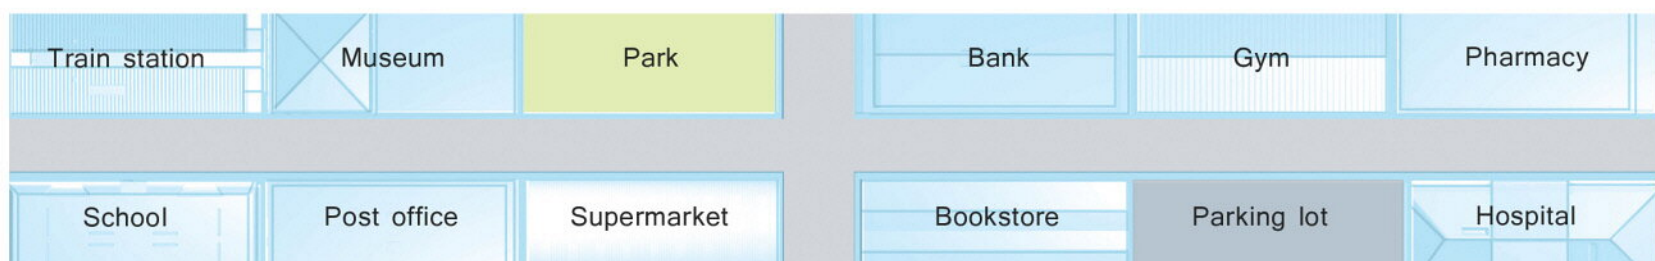 Train station Museum Park Bank Gym Pharmacy
School Post office Supermarket Bookstore Parking lot Hospital